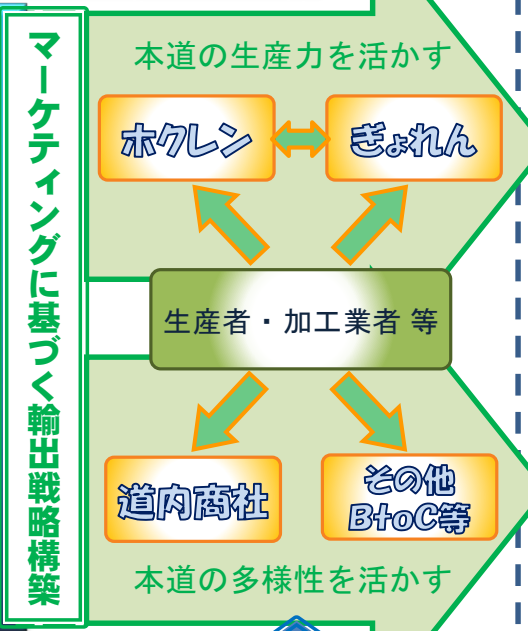 マーケティングに基づく輸出戦略構築
本道の生産力を活かす
ホクレン
ぎょれん
生産者・加工業者 等
道内商社
その他
BtoC等
本道の多様性を活かす